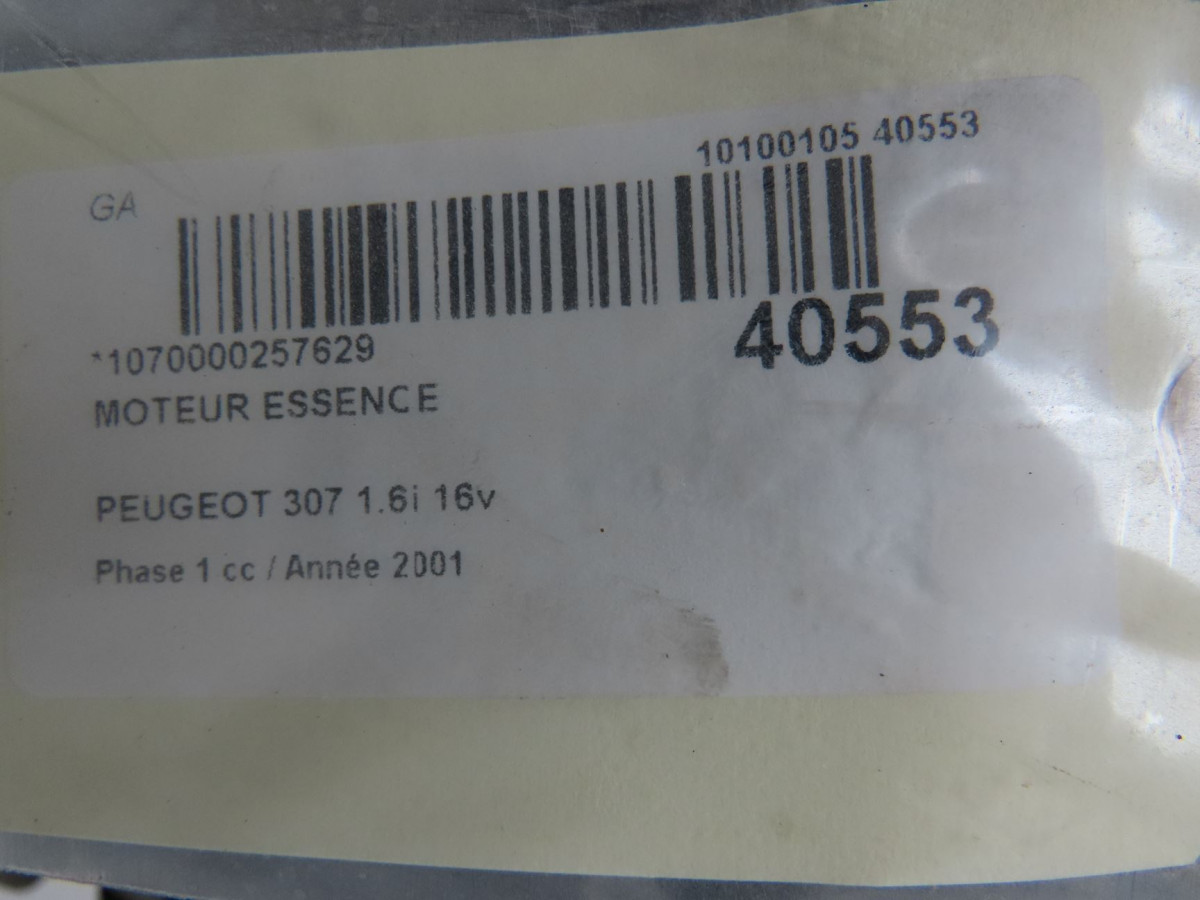 10100105 40553
GA
40553
*1070000257629
MOTEUR ESSENCE
PEUGEOT 307 1.6i 16v
Phase 1 cc / Année 2001